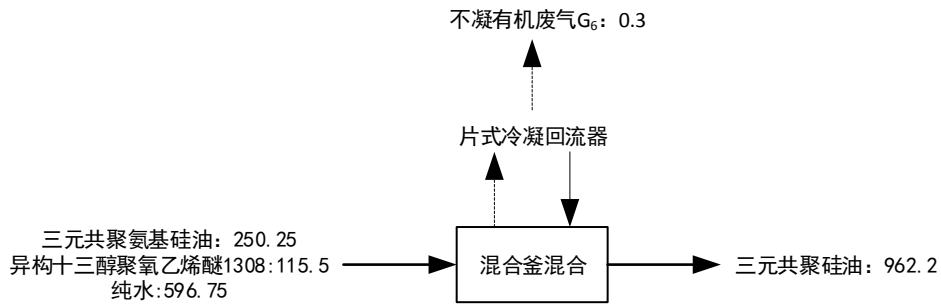 不凝有机废气G₆：0.3
片式冷凝回流器
三元共聚氨基硅油：250.25
异构十三醇聚氧乙烯醚1308:115.5
纯水:596.75
混合釜混合
三元共聚硅油：962.2